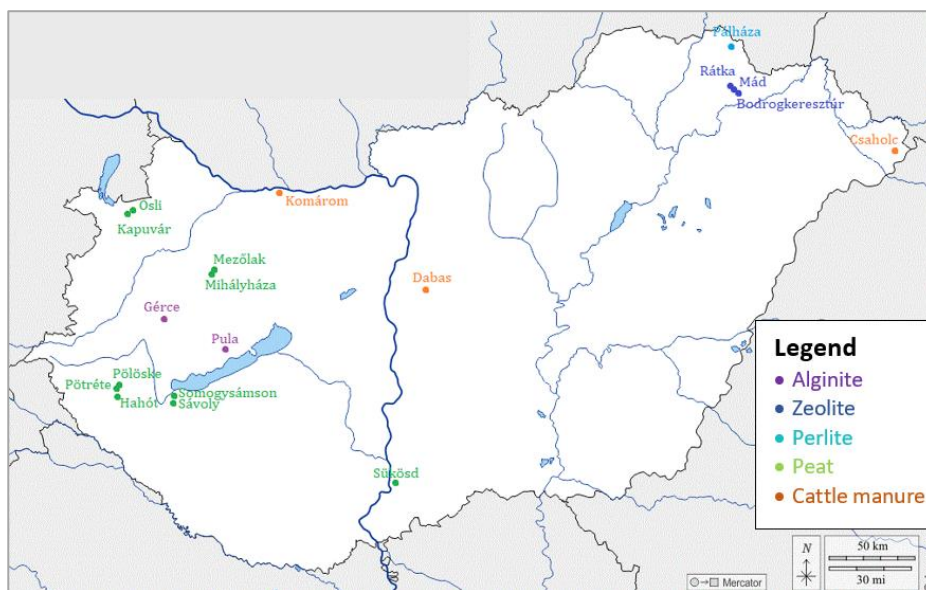 Pálháza
Rátka
Mád
Bodrogkeresztúr
Csaholc
Osli
Kapuvár
Komárom
Mezőlak
Mihályháza
Dabas
Gérce
Pula
Pölöske
Pötréte
Hahót
Somogysámson
Sávoly
Sükösd
Legend
Alginite
Zeolite
Perlite
Peat
Cattle manure
N
50 km
30 mi
Mercator